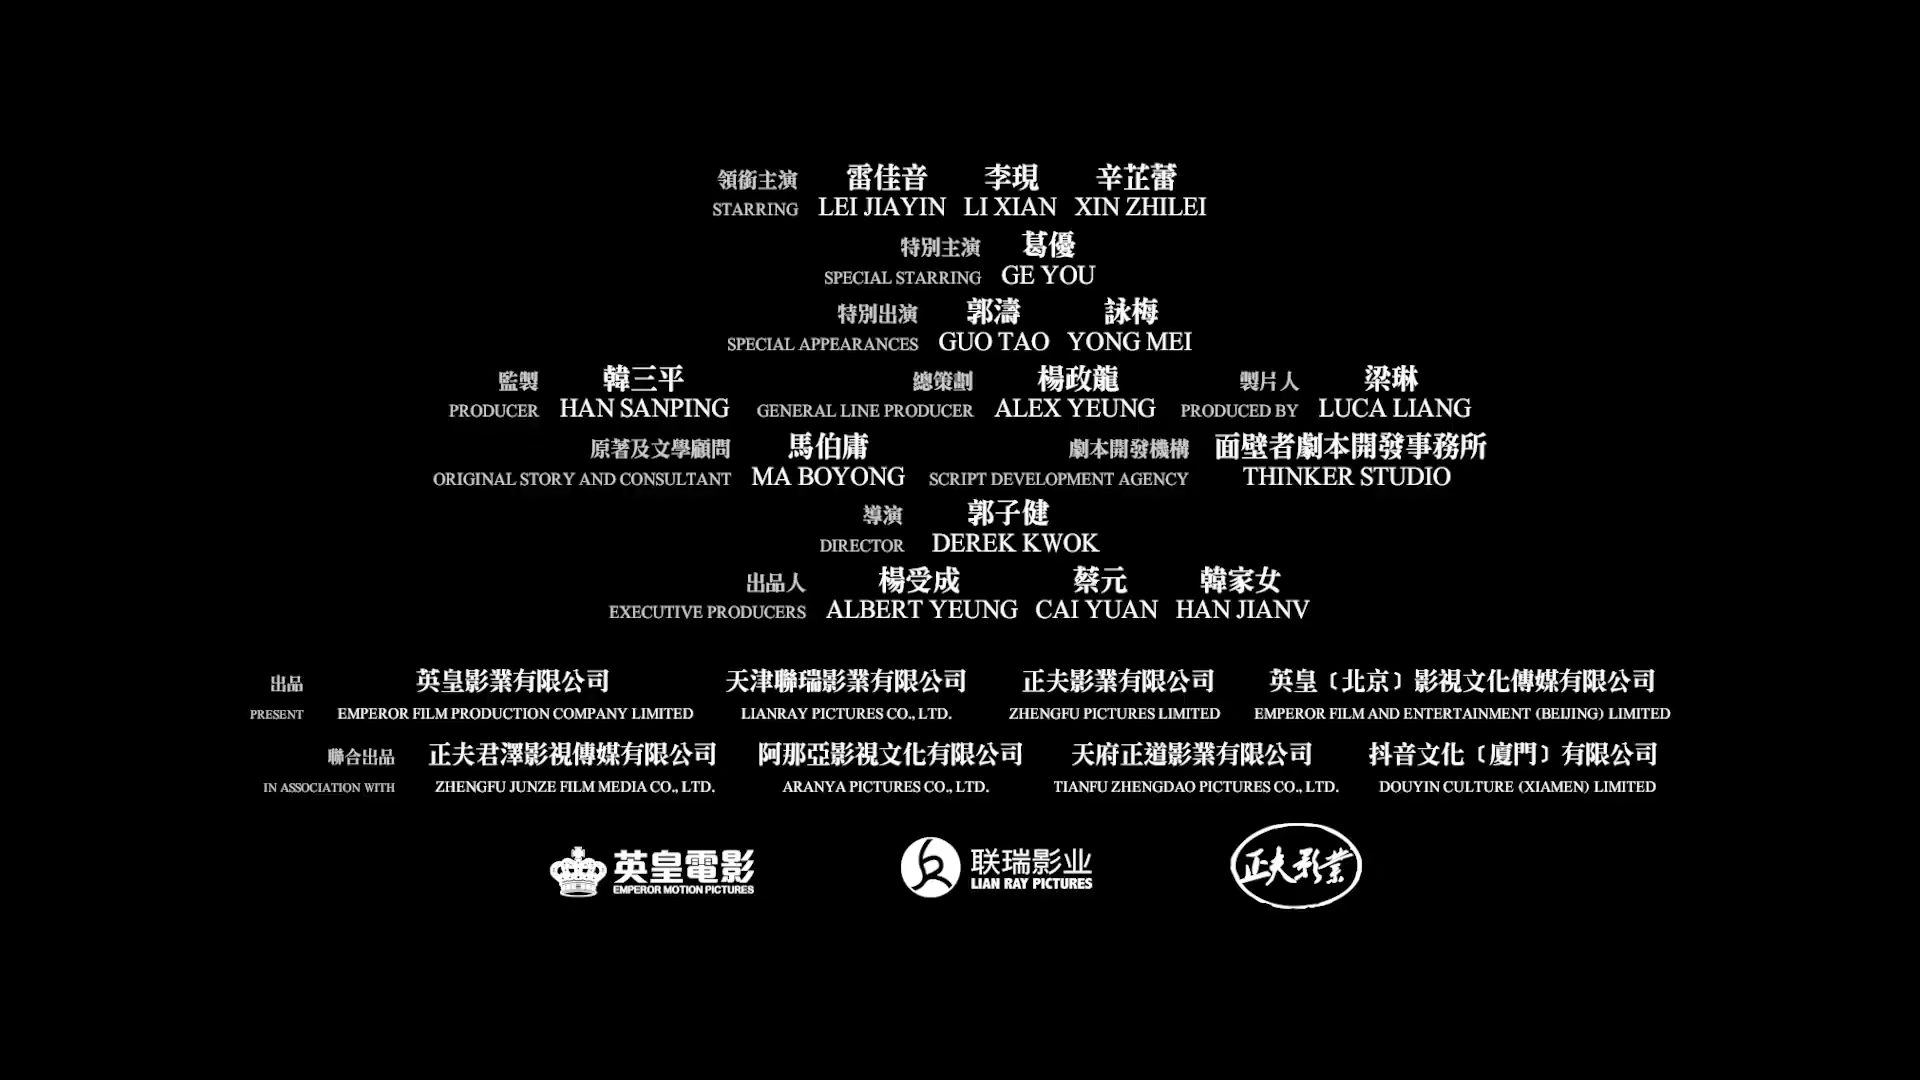 領銜主演 雷佳音 李現 辛芷蕾
STARRING LEI JIAYIN LI XIAN XIN ZHILEI
特別主演 葛優
SPECIAL STARRING GE YOU
特別出演 郭濤 詠梅
SPECIAL APPEARANCES GUO TAO YONG MEI
監製 韓三平 總策劃 楊政龍 製片人 梁琳
PRODUCER HAN SANPING GENERAL LINE PRODUCER ALEX YEUNG PRODUCED BY LUCA LIANG
原著及文學顧問 馬伯庸 劇本開發機構 面壁者劇本開發事務所
ORIGINAL STORY AND CONSULTANT MA BOYONG SCRIPT DEVELOPMENT AGENCY THINKER STUDIO
導演 郭子健
DIRECTOR DEREK KWOK
出品人 楊受成 蔡元 韓家女
EXECUTIVE PRODUCERS ALBERT YEUNG CAI YUAN HAN JIANV
出品 英皇影業有限公司 天津聯瑞影業有限公司 正夫影業有限公司 英皇﹝北京﹞影視文化傳媒有限公司
PRESENT EMPEROR FILM PRODUCTION COMPANY LIMITED LIANRAY PICTURES CO., LTD. ZHENGFU PICTURES LIMITED EMPEROR FILM AND ENTERTAINMENT (BEIJING) LIMITED
聯合出品 正夫君澤影視傳媒有限公司 阿那亞影視文化有限公司 天府正道影業有限公司 抖音文化﹝廈門﹞有限公司
IN ASSOCIATION WITH ZHENGFU JUNZE FILM MEDIA CO., LTD. ARANYA PICTURES CO., LTD. TIANFU ZHENGDAO PICTURES CO., LTD. DOUYIN CULTURE (XIAMEN) LIMITED
英皇電影 联瑞影业 正夫影業
EMPEROR MOTION PICTURES LIAN RAY PICTURES